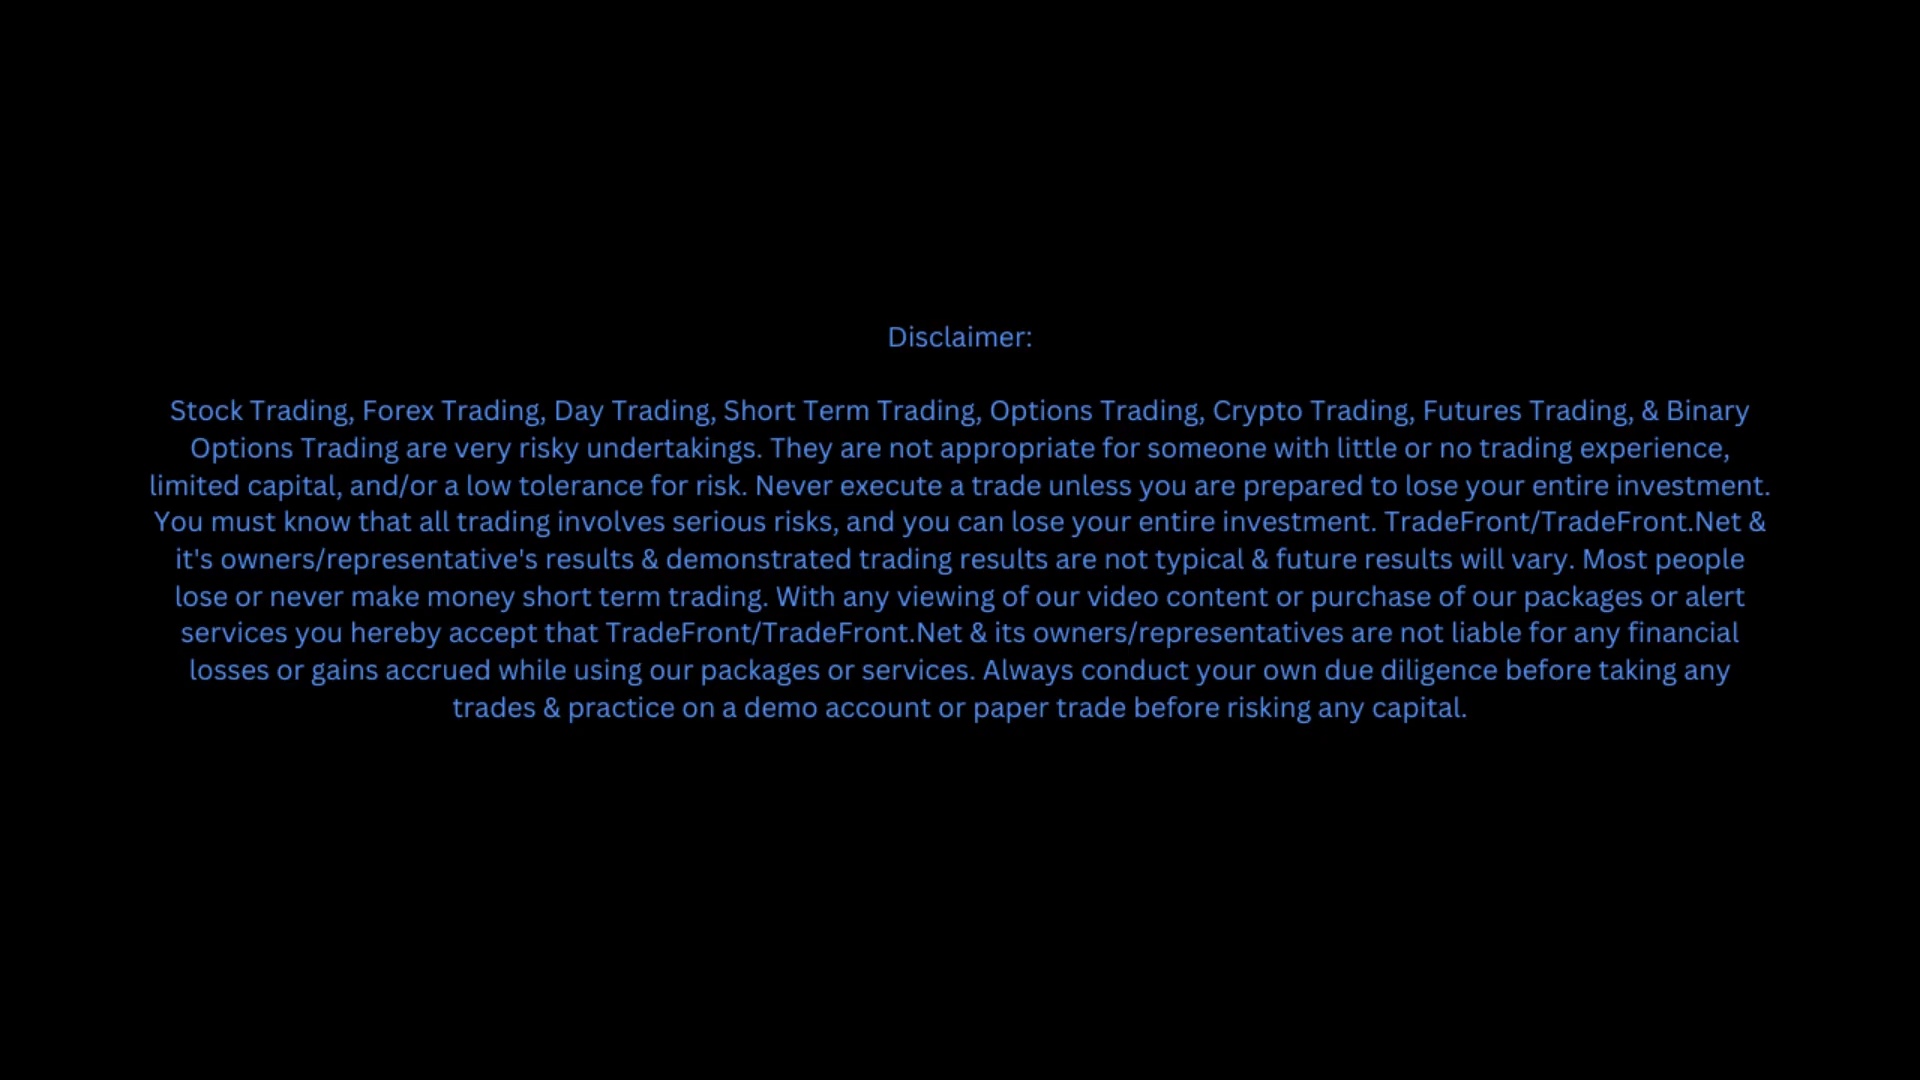 Disclaimer:
Stock Trading, Forex Trading, Day Trading, Short Term Trading, Options Trading, Crypto Trading, Futures Trading, & Binary
Options Trading are very risky undertakings. They are not appropriate for someone with little or no trading experience,
limited capital, and/or a low tolerance for risk. Never execute a trade unless you are prepared to lose your entire investment.
You must know that all trading involves serious risks, and you can lose your entire investment. TradeFront/TradeFront.Net &
it's owners/representative's results & demonstrated trading results are not typical & future results will vary. Most people
lose or never make money short term trading. With any viewing of our video content or purchase of our packages or alert
services you hereby accept that TradeFront/TradeFront.Net & its owners/representatives are not liable for any financial
losses or gains accrued while using our packages or services. Always conduct your own due diligence before taking any
trades & practice on a demo account or paper trade before risking any capital.